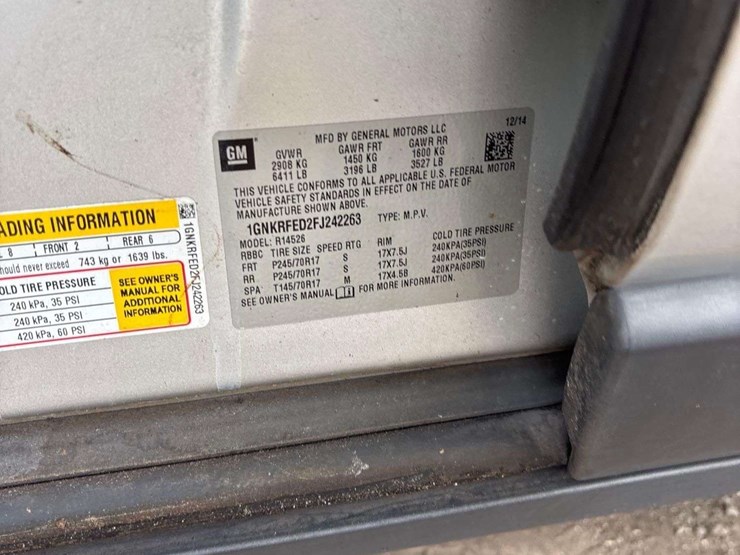 ADING INFORMATION
8 FRONT 2 REAR 6
hould never exceed 743 kg or 1639 lbs.
OLD TIRE PRESSURE
240 kPa, 35 PSI
240 kPa, 35 PSI
420 kPa, 60 PSI
SEE OWNER'S
MANUAL FOR
ADDITIONAL
INFORMATION
1GNKRFED2FJ242263
GM
MFD BY GENERAL MOTORS LLC
12/14
GVWR GAWR FRT GAWR RR
2908 KG 1450 KG 1600 KG
6411 LB 3196 LB 3527 LB
THIS VEHICLE CONFORMS TO ALL APPLICABLE U.S. FEDERAL MOTOR
VEHICLE SAFETY STANDARDS IN EFFECT ON THE DATE OF
MANUFACTURE SHOWN ABOVE.
1GNKRFED2FJ242263 TYPE: M.P.V.
MODEL: R14526
RBBC TIRE SIZE SPEED RTG RIM COLD TIRE PRESSURE
FRT P245/70R17 S 17X7.5J 240KPA(35PSI)
RR P245/70R17 S 17X7.5J 240KPA(35PSI)
SPA T145/70R17 M 17X4.5B 420KPA(60PSI)
SEE OWNER'S MANUAL FOR MORE INFORMATION.